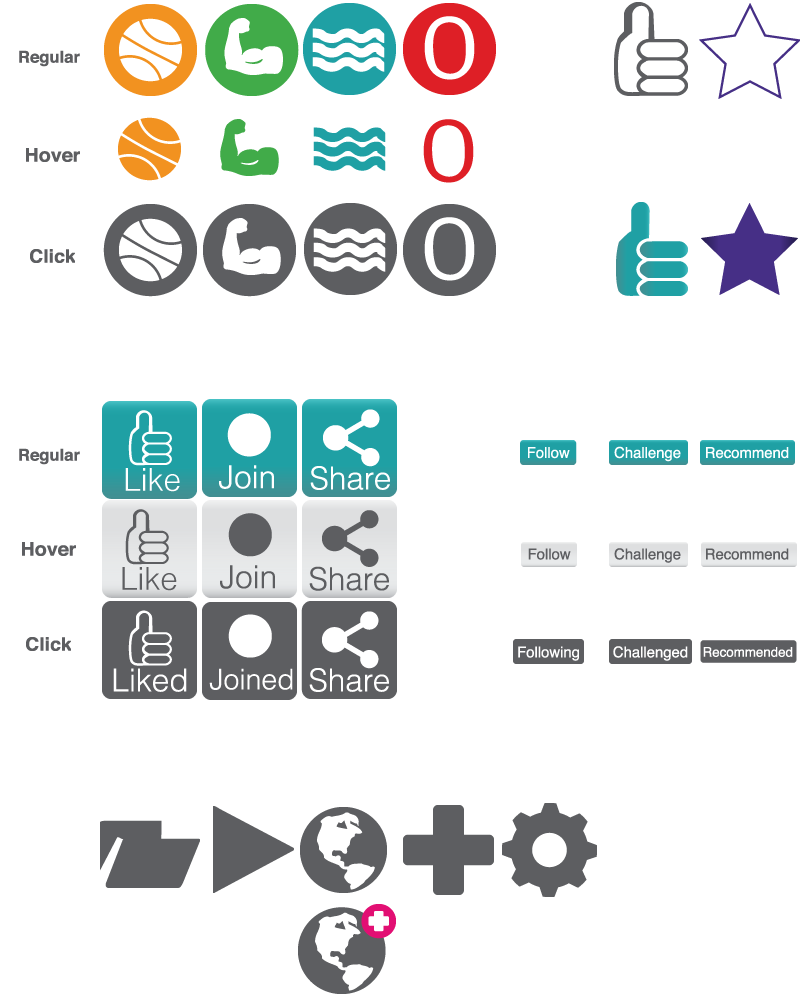 Regular
O
Hover
O
Click
O
Regular
Like Join Share
Follow Challenge Recommend
Hover
Like Join Share
Follow Challenge Recommend
Click
Liked Joined Share
Following Challenged Recommended